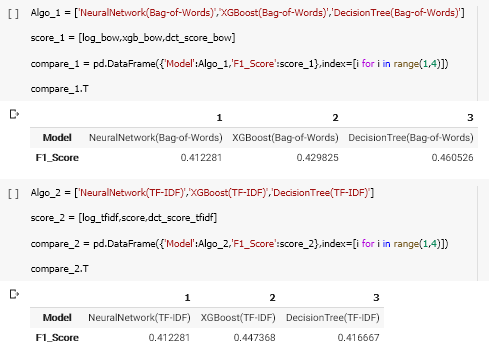 [ ] Algo_1 = ['NeuralNetwork(Bag-of-Words)','XGBoost(Bag-of-Words)','DecisionTree(Bag-of-Words)']
score_1 = [log_bow,xgb_bow,dct_score_bow]
compare_1 = pd.DataFrame({'Model':Algo_1,'F1_Score':score_1},index=[i for i in range(1,4)])
compare_1.T
1 2 3
Model NeuralNetwork(Bag-of-Words) XGBoost(Bag-of-Words) DecisionTree(Bag-of-Words)
F1_Score 0.412281 0.429825 0.460526
[ ] Algo_2 = ['NeuralNetwork(TF-IDF)','XGBoost(TF-IDF)','DecisionTree(TF-IDF)']
score_2 = [log_tfidf,score,dct_score_tfidf]
compare_2 = pd.DataFrame({'Model':Algo_2,'F1_Score':score_2},index=[i for i in range(1,4)])
compare_2.T
1 2 3
Model NeuralNetwork(TF-IDF) XGBoost(TF-IDF) DecisionTree(TF-IDF)
F1_Score 0.412281 0.447368 0.416667